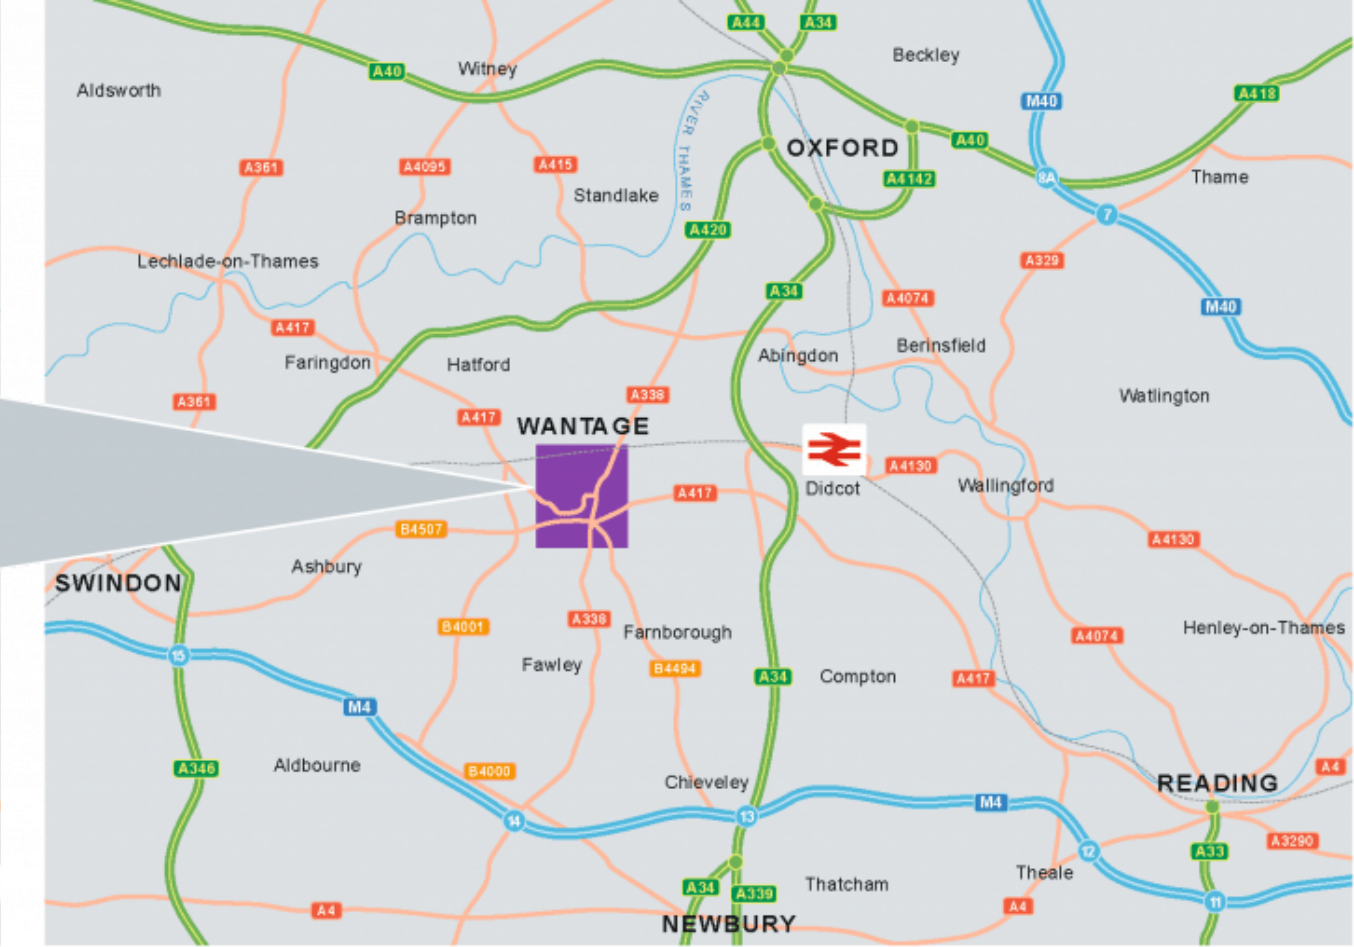 A44
A34
Beckley
Witney
A40
Aldsworth
M40
A418
RIVER THAMES
A40
OXFORD
A361
A4095
A415
A4142
8A
Thame
Standlake
Brampton
7
A420
Lechlade-on-Thames
A329
A34
A4074
M40
A417
Berinsfield
Abingdon
Faringdon
Hatford
A361
A338
Watlington
A417
WANTAGE
A4130
Didcot
Wallingford
A417
B4507
A4130
Ashbury
SWINDON
B4001
A338
Farnborough
Henley-on-Thames
A4074
15
Fawley
B4494
A34
Compton
A417
M4
A346
Aldbourne
B4000
Chieveley
READING
A4
M4
14
13
A3290
12
A33
Theale
A34
A339
Thatcham
11
A4
A4
NEWBURY